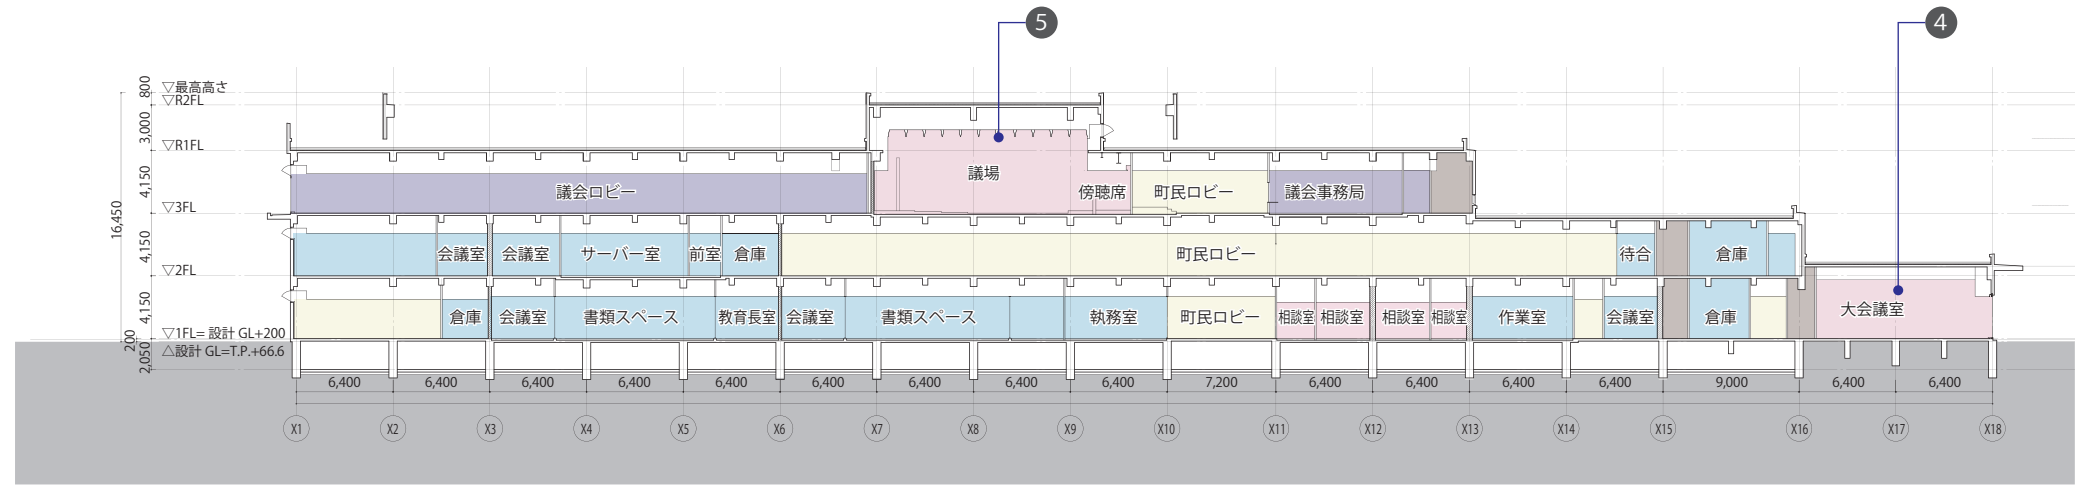 5
4
800
▽最高高さ
▽R2FL
3,000
▽R1FL
4,150
議場
議会ロビー
傍聴席
町民ロビー
議会事務局
▽3FL
16,450
4,150
会議室
会議室
サーバー室
前室
倉庫
町民ロビー
待合
倉庫
▽2FL
4,150
倉庫
会議室
書類スペース
教育長室
会議室
書類スペース
執務室
町民ロビー
相談室
相談室
相談室
相談室
作業室
会議室
倉庫
大会議室
▽1FL= 設計 GL+200
200
△設計 GL=T.P.+66.6
2,050
6,400
6,400
6,400
6,400
6,400
6,400
6,400
6,400
6,400
7,200
6,400
6,400
6,400
6,400
9,000
6,400
6,400
X1
X2
X3
X4
X5
X6
X7
X8
X9
X10
X11
X12
X13
X14
X15
X16
X17
X18